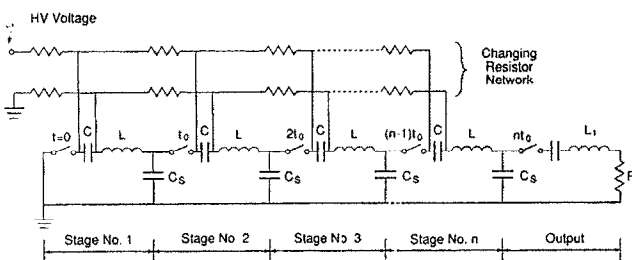 HV Voltage
Changing
Resistor
Network
t=0
C
L
t0
C
L
2t0
C
L
(n-1)t0
C
L
nt0
L1
CS
CS
CS
CS
R
Stage No. 1
Stage No 2
Stage No 3
Stage No. n
Output